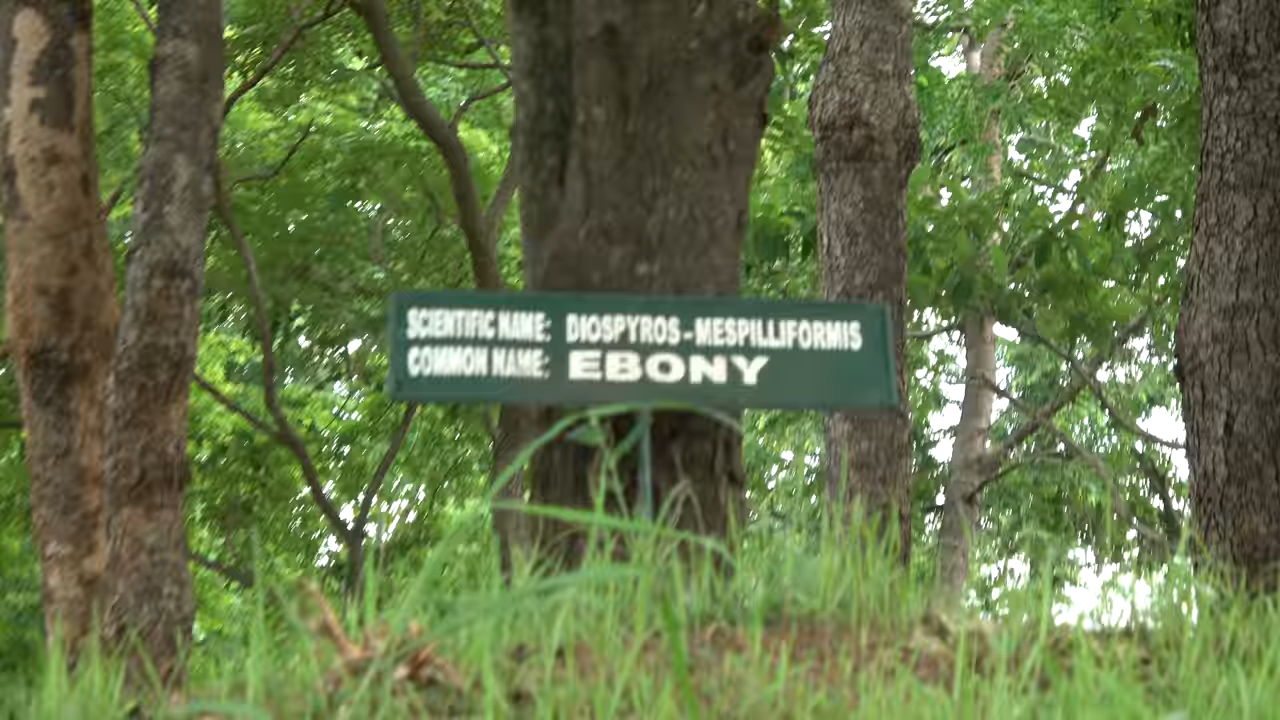 SCIENTIFIC NAME: DIOSPYROS-MESPILLIFORMIS
COMMON NAME: EBONY